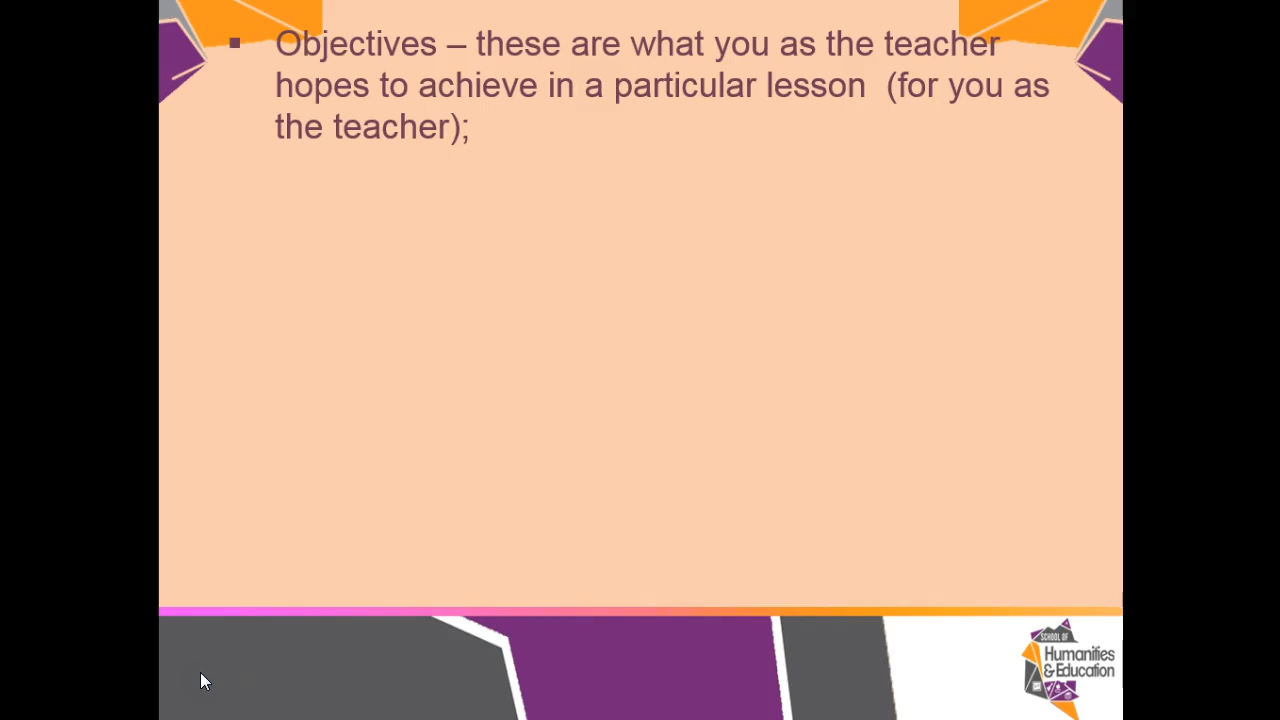 ▪ Objectives – these are what you as the teacher
hopes to achieve in a particular lesson (for you as
the teacher);
SCHOOL OF
Humanities
& Education